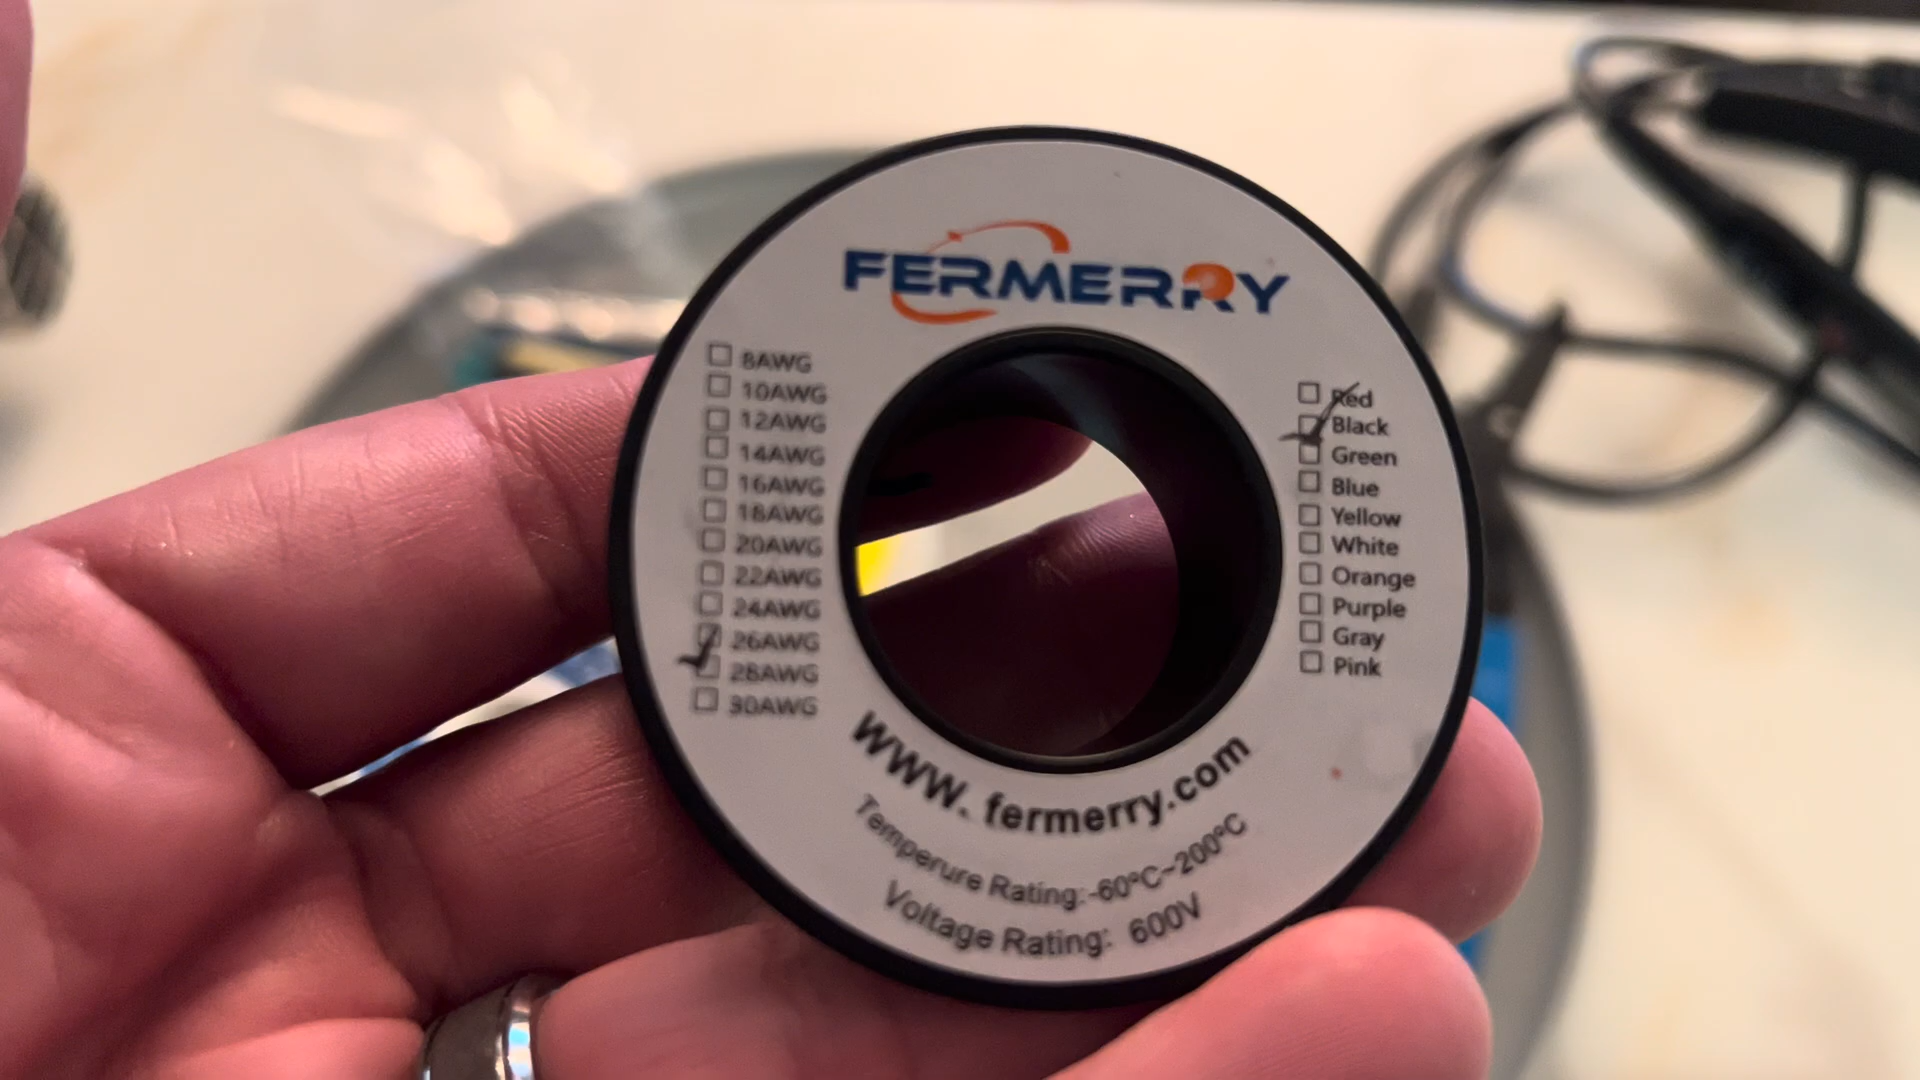 FERMERRY
8AWG
10AWG
12AWG
14AWG
16AWG
18AWG
20AWG
22AWG
24AWG
26AWG
28AWG
30AWG
Red
Black
Green
Blue
Yellow
White
Orange
Purple
Gray
Pink
www. fermerry.com
Temperure Rating:-60°C~200°C
Voltage Rating: 600V